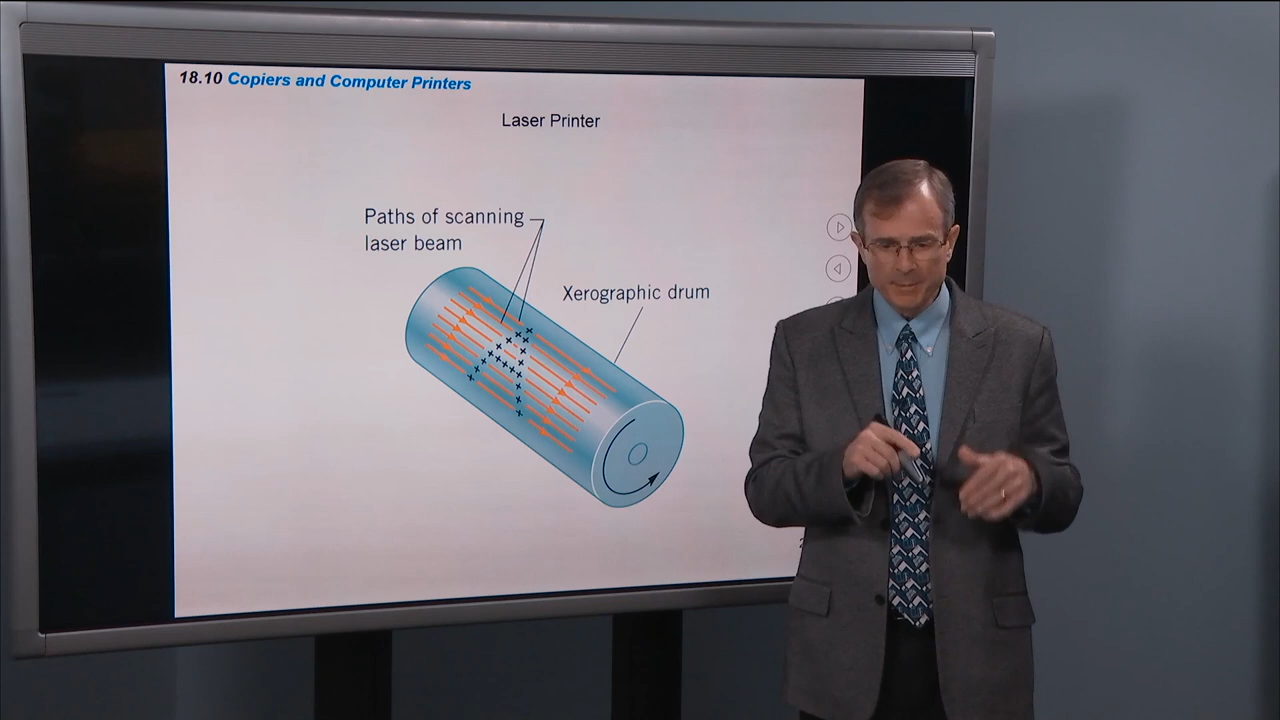 18.10 Copiers and Computer Printers
Laser Printer
Paths of scanning
laser beam
Xerographic drum